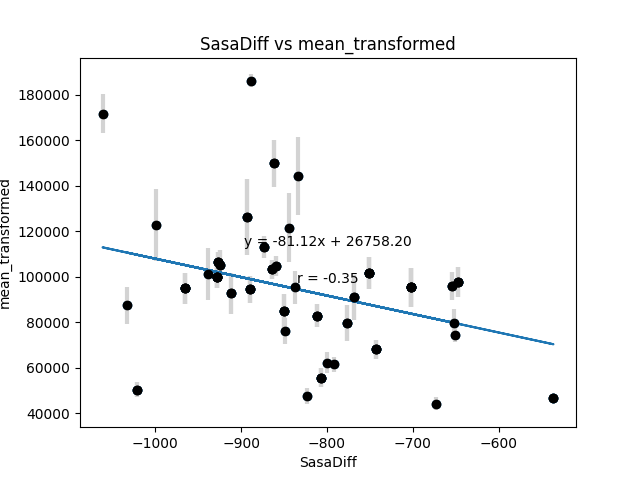 SasaDiff vs mean_transformed
mean_transformed
180000
160000
140000
120000
100000
80000
60000
40000
y = -81.12x + 26758.20
r = -0.35
−1000
−900
−800
−700
−600
SasaDiff